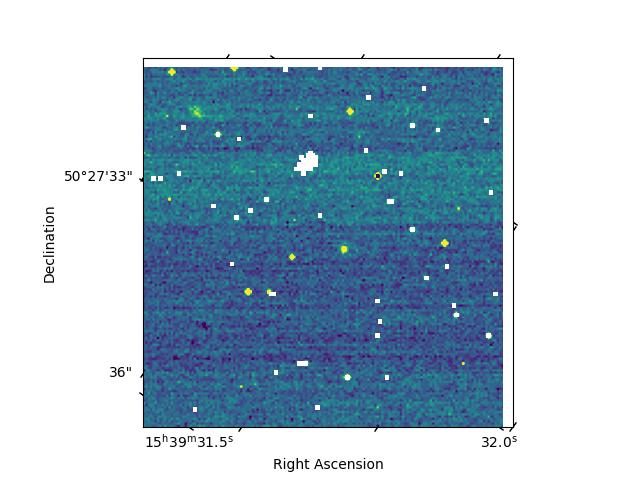 50°27'33"
Declination
36"
15ʰ39ᵐ31.5ˢ
32.0ˢ
Right Ascension